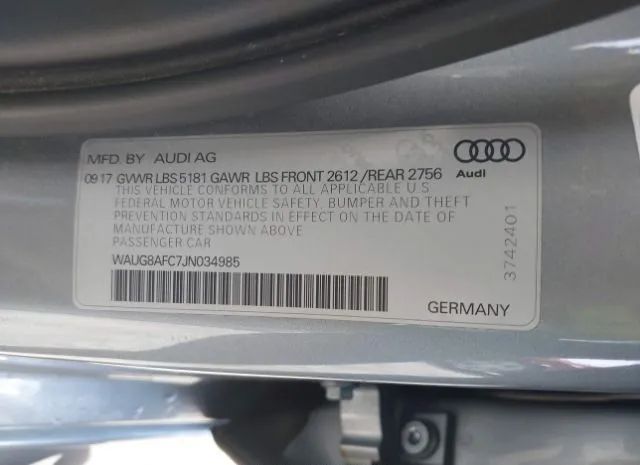 MFD. BY AUDI AG
Audi
09 17 GVWR LBS 5181 GAWR LBS FRONT 2612 /REAR 2756
THIS VEHICLE CONFORMS TO ALL APPLICABLE U S
FEDERAL MOTOR VEHICLE SAFETY, BUMPER AND THEFT
PREVENTION STANDARDS IN EFFECT ON THE DATE OF
MANUFACTURE SHOWN ABOVE
PASSENGER CAR
WAUG8AFC7JN034985
GERMANY
3742401